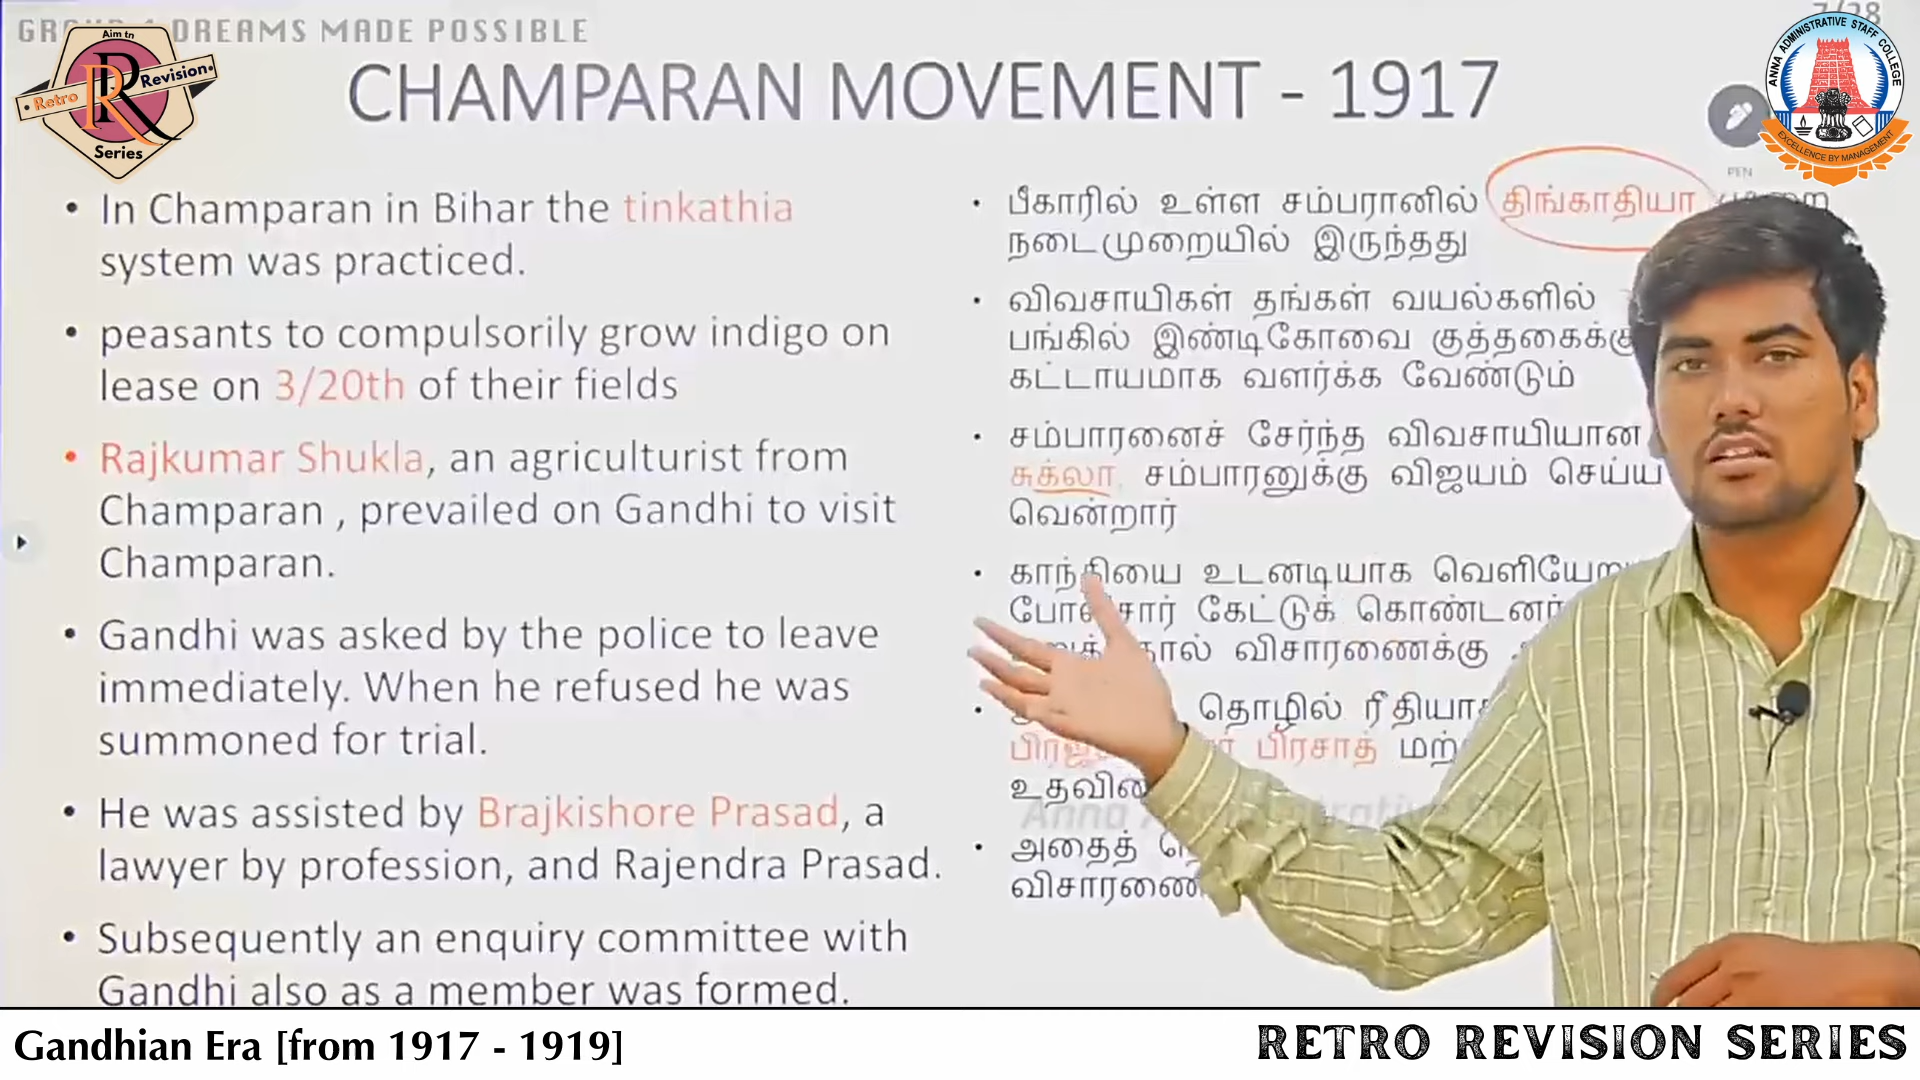 GR DREAMS MADE POSSIBLE
Aim tn
Retro
R
R
Revision
Series
CHAMPARAN MOVEMENT - 1917
ANNA ADMINISTRATIVE STAFF COLLEGE
EXCELLENCE BY MANAGEMENT
PEN
• In Champaran in Bihar the tinkathia
system was practiced.
• peasants to compulsorily grow indigo on
lease on 3/20th of their fields
• Rajkumar Shukla, an agriculturist from
Champaran , prevailed on Gandhi to visit
Champaran.
• Gandhi was asked by the police to leave
immediately. When he refused he was
summoned for trial.
• He was assisted by Brajkishore Prasad, a
lawyer by profession, and Rajendra Prasad.
• Subsequently an enquiry committee with
Gandhi also as a member was formed.
• பீகாரில் உள்ள சம்பரானில் திங்காதியா
நடைமுறையில் இருந்தது
• விவசாயிகள் தங்கள் வயல்களில்
பங்கில் இண்டிகோவை குத்தகைக்கு
கட்டாயமாக வளர்க்க வேண்டும்
• சம்பாரனைச் சேர்ந்த விவசாயியான
சுக்லா, சம்பாரனுக்கு விஜயம் செய்ய
வென்றார்
• காந்தியை உடனடியாக
கேட்டுக் கொண்டனர்
விசாரணைக்கு
• தொழில்
பிரசாத்
• அதைத்
Gandhian Era [from 1917 - 1919]
RETRO REVISION SERIES